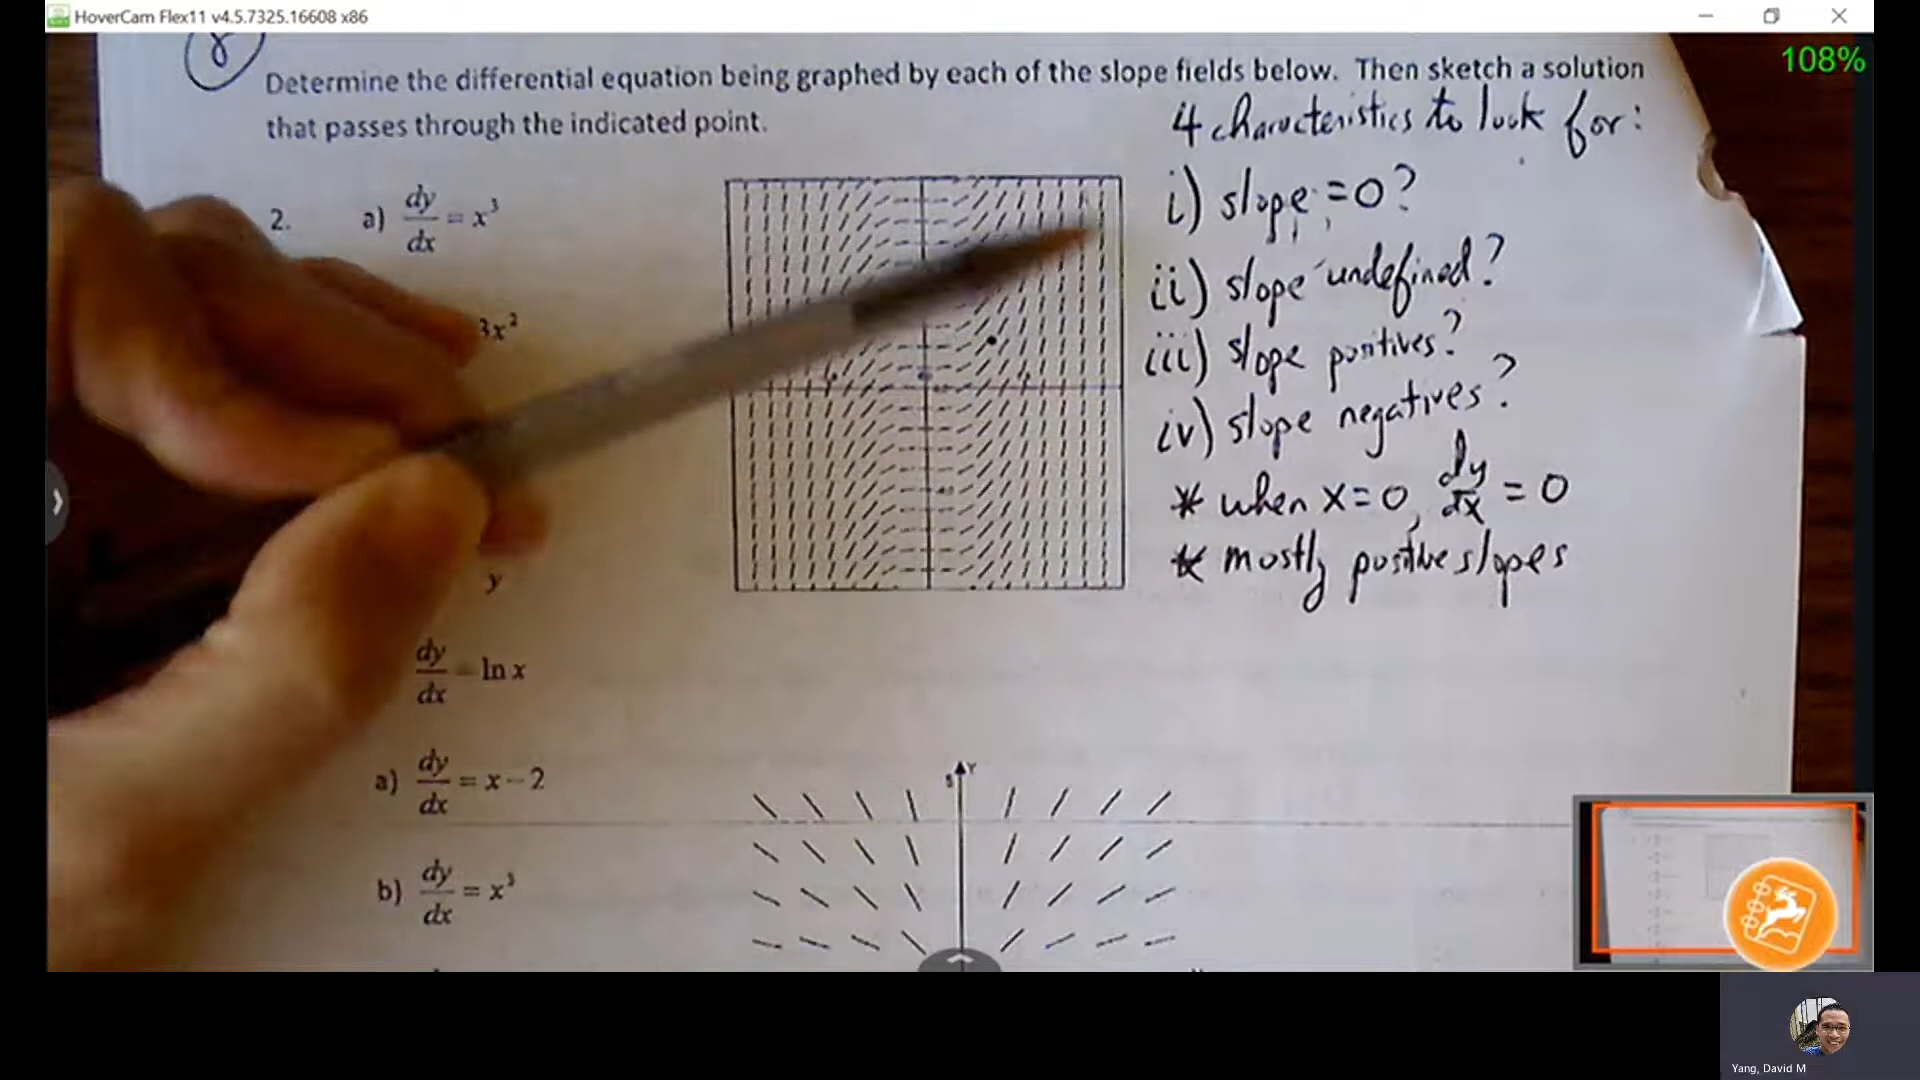 HoverCam Flex11 v4.5.7325.16608 x86
108%
8
Determine the differential equation being graphed by each of the slope fields below. Then sketch a solution
that passes through the indicated point.
4 characteristics to look for:
i) slope = 0?
ii) slope undefined?
iii) slope positives?
iv) slope negatives?
* when x=0, dy/dx = 0
* mostly positive slopes
2. a) dy/dx = x³
3x²
y
dy/dx = ln x
a) dy/dx = x - 2
b) dy/dx = x³
Y
Yang, David M